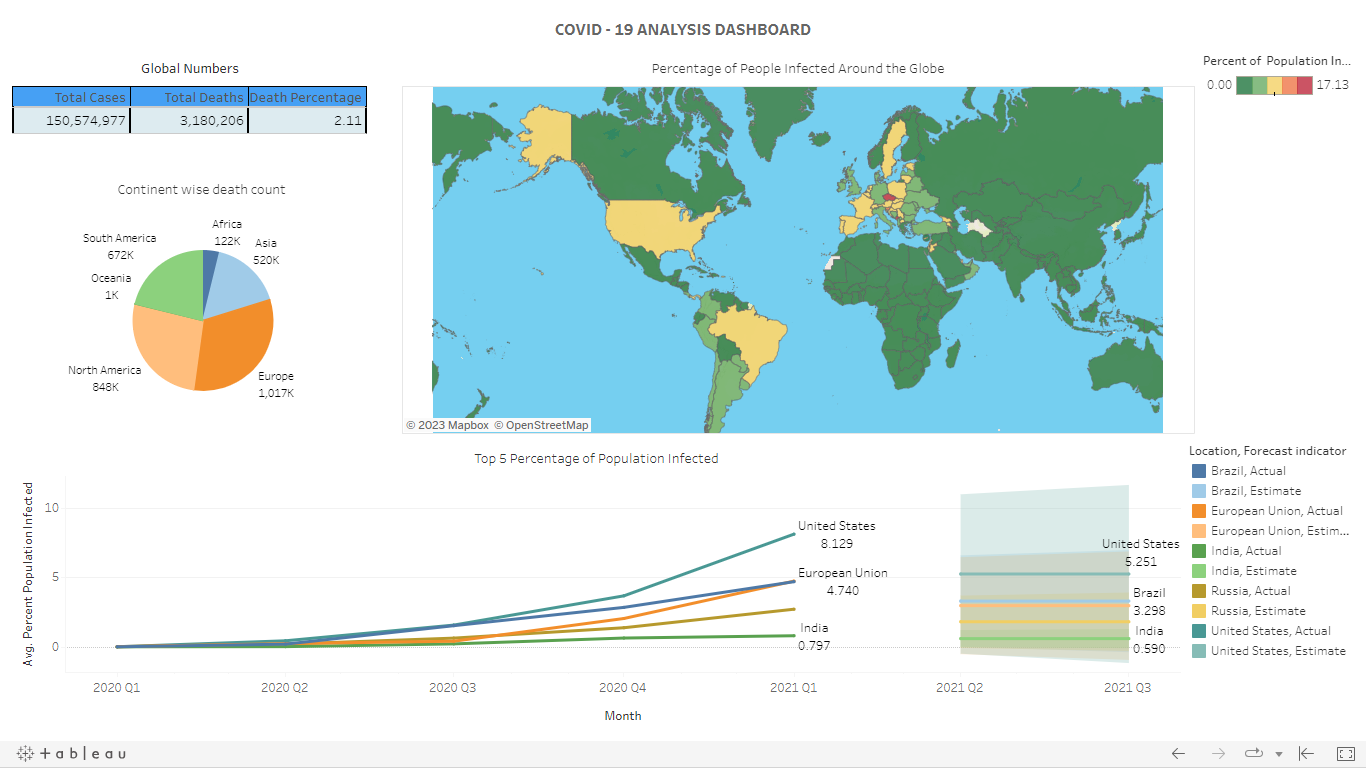 COVID - 19 ANALYSIS DASHBOARD
Global Numbers
Total Cases Total Deaths Death Percentage
150,574,977 3,180,206 2.11
Continent wise death count
Africa
122K
Asia
520K
South America
672K
Oceania
1K
North America
848K
Europe
1,017K
Percentage of People Infected Around the Globe
© 2023 Mapbox © OpenStreetMap
Percent of Population In...
0.00 17.13
Top 5 Percentage of Population Infected
Avg. Percent Population Infected
10
5
0
United States
8.129
European Union
4.740
India
0.797
United States
5.251
Brazil
3.298
India
0.590
2020 Q1 2020 Q2 2020 Q3 2020 Q4 2021 Q1 2021 Q2 2021 Q3
Month
Location, Forecast indicator
Brazil, Actual
Brazil, Estimate
European Union, Actual
European Union, Estim...
India, Actual
India, Estimate
Russia, Actual
Russia, Estimate
United States, Actual
United States, Estimate
+ a b l e a u